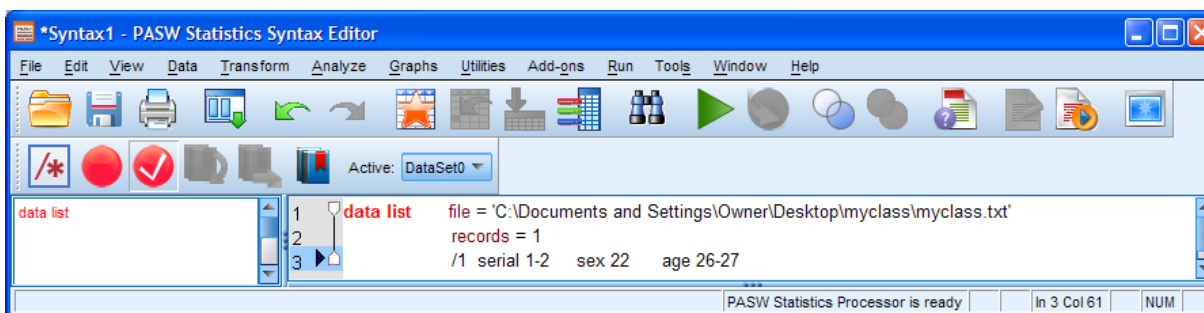 *Syntax1 - PASW Statistics Syntax Editor
File Edit View Data Transform Analyze Graphs Utilities Add-ons Run Tools Window Help
/* Active: DataSet0
data list
1 data list file = 'C:\Documents and Settings\Owner\Desktop\myclass\myclass.txt'
2 records = 1
3 /1 serial 1-2 sex 22 age 26-27
PASW Statistics Processor is ready In 3 Col 61 NUM